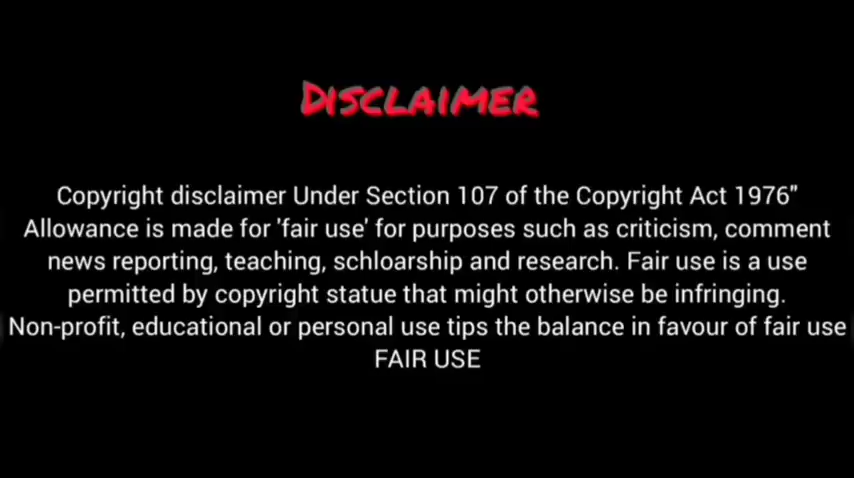 DISCLAIMER
Copyright disclaimer Under Section 107 of the Copyright Act 1976"
Allowance is made for 'fair use' for purposes such as criticism, comment
news reporting, teaching, schloarship and research. Fair use is a use
permitted by copyright statue that might otherwise be infringing.
Non-profit, educational or personal use tips the balance in favour of fair use
FAIR USE